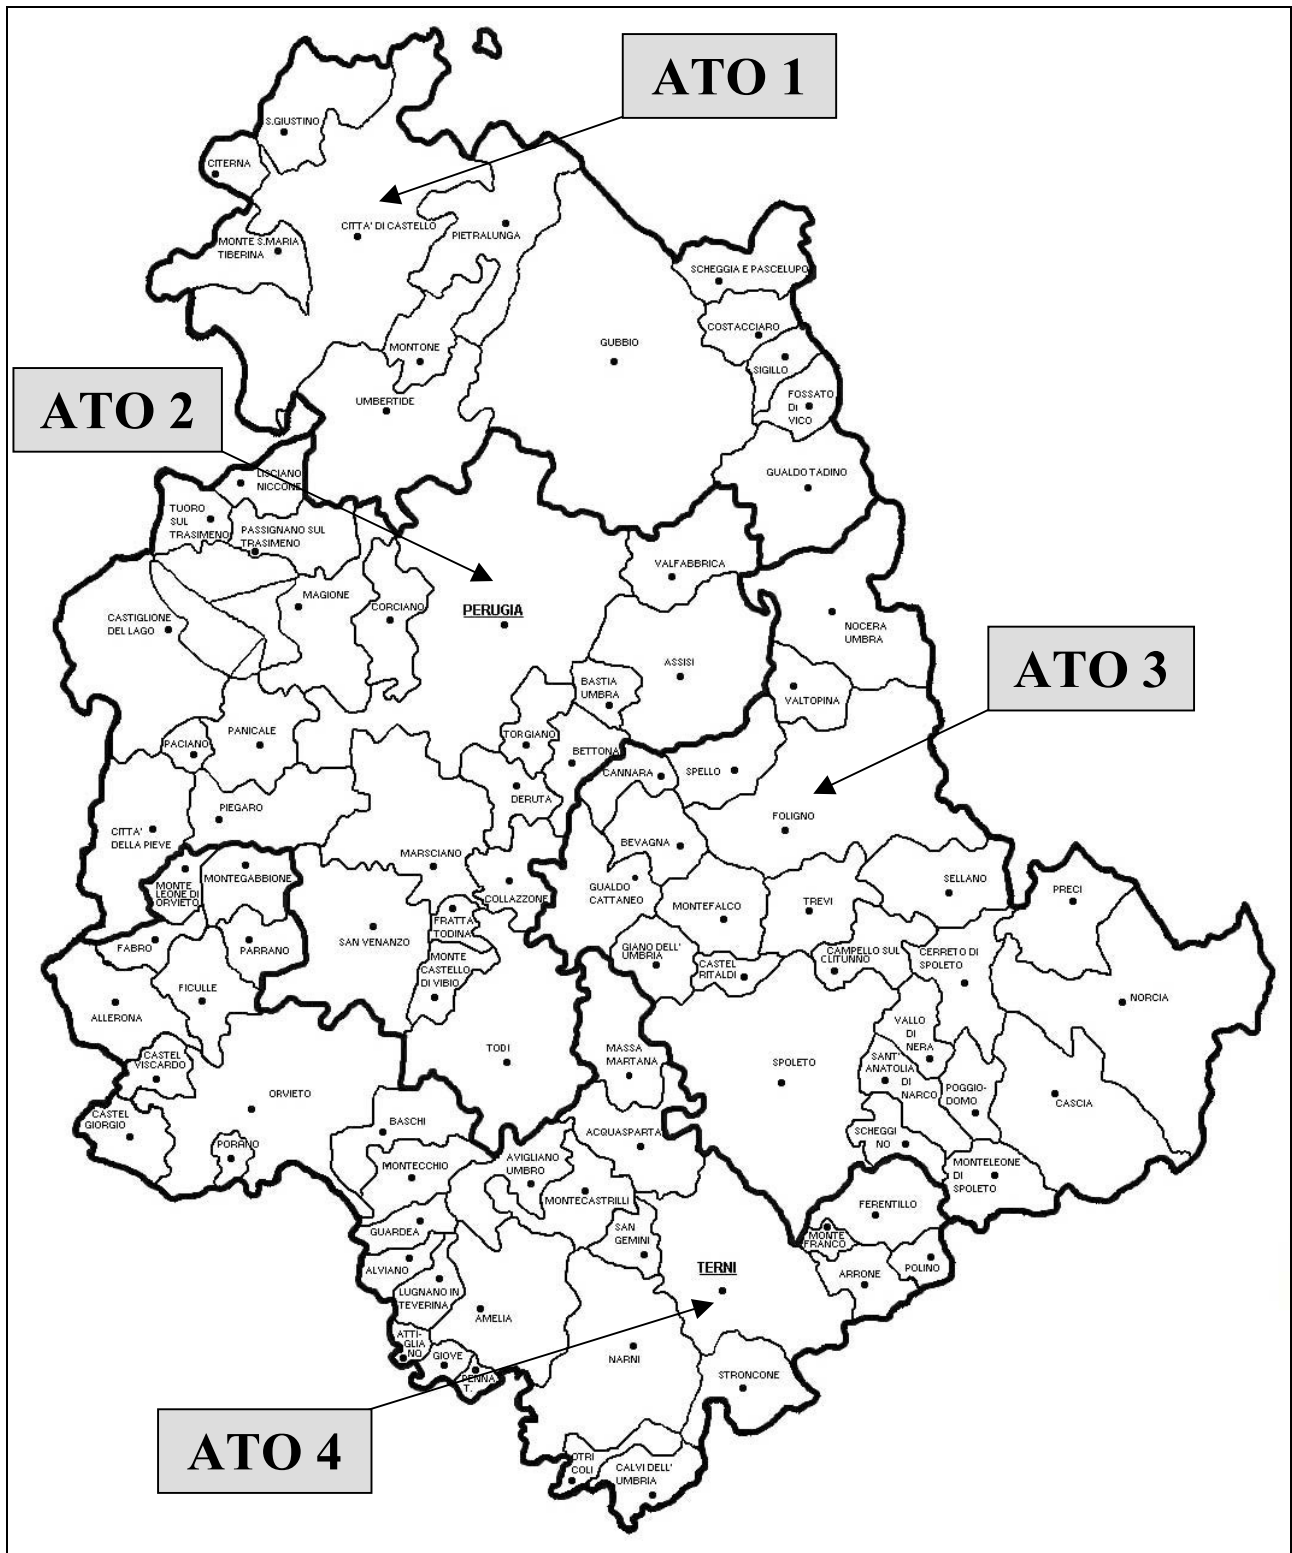 ATO 1
S.GIUSTINO
CITERNA
CITTA' DI CASTELLO
PIETRALUNGA
MONTE S.MARIA
TIBERINA
SCHEGGIA E PASCELUPO
COSTACCIARO
MONTONE
GUBBIO
SIGILLO
ATO 2
UMBERTIDE
FOSSATO
DI
VICO
LISCIANO
NICCONE
GUALDO TADINO
TUORO
SUL
TRASIMENO
PASSIGNANO SUL
TRASIMENO
VALFABBRICA
MAGIONE
CORCIANO
PERUGIA
CASTIGLIONE
DEL LAGO
NOCERA
UMBRA
ATO 3
ASSISI
BASTIA
UMBRA
VALTOPINA
PANICALE
PACIANO
TORGIANO
BETTONA
CANNARA
SPELLO
DERUTA
PIEGARO
FOLIGNO
CITTA'
DELLA PIEVE
BEVAGNA
MARSCIANO
MONTEGABBIONE
MONTE
LEONE DI
ORVIETO
COLLAZZONE
GUALDO
CATTANEO
SELLANO
PRECI
MONTEFALCO
TREVI
FRATTA
TODINA
SAN VENANZO
FABRO
PARRANO
GIANO DELL'
UMBRIA
CASTEL
RITALDI
CAMPELLO SUL
CLITUNNO
CERRETO DI
SPOLETO
MONTE
CASTELLO
DI VIBIO
FICULLE
ALLERONA
NORCIA
VALLO
DI
NERA
CASTEL
VISCARDO
TODI
MASSA
MARTANA
SPOLETO
SANT'
ANATOLIA
DI
NARCO
POGGIO-
DOMO
CASCIA
ORVIETO
CASTEL
GIORGIO
BASCHI
PORANO
ACQUASPARTA
SCHEGGI
NO
AVIGLIANO
UMBRO
MONTECCHIO
MONTELEONE
DI
SPOLETO
MONTECASTRILLI
FERENTILLO
GUARDEA
SAN
GEMINI
MONTE
FRANCO
ALVIANO
TERNI
ARRONE
POLINO
LUGNANO IN
TEVERINA
AMELIA
ATTI-
GLIA
NO
GIOVE
NARNI
PENNA
T.
STRONCONE
ATO 4
OTRI
COLI
CALVI DELL'
UMBRIA